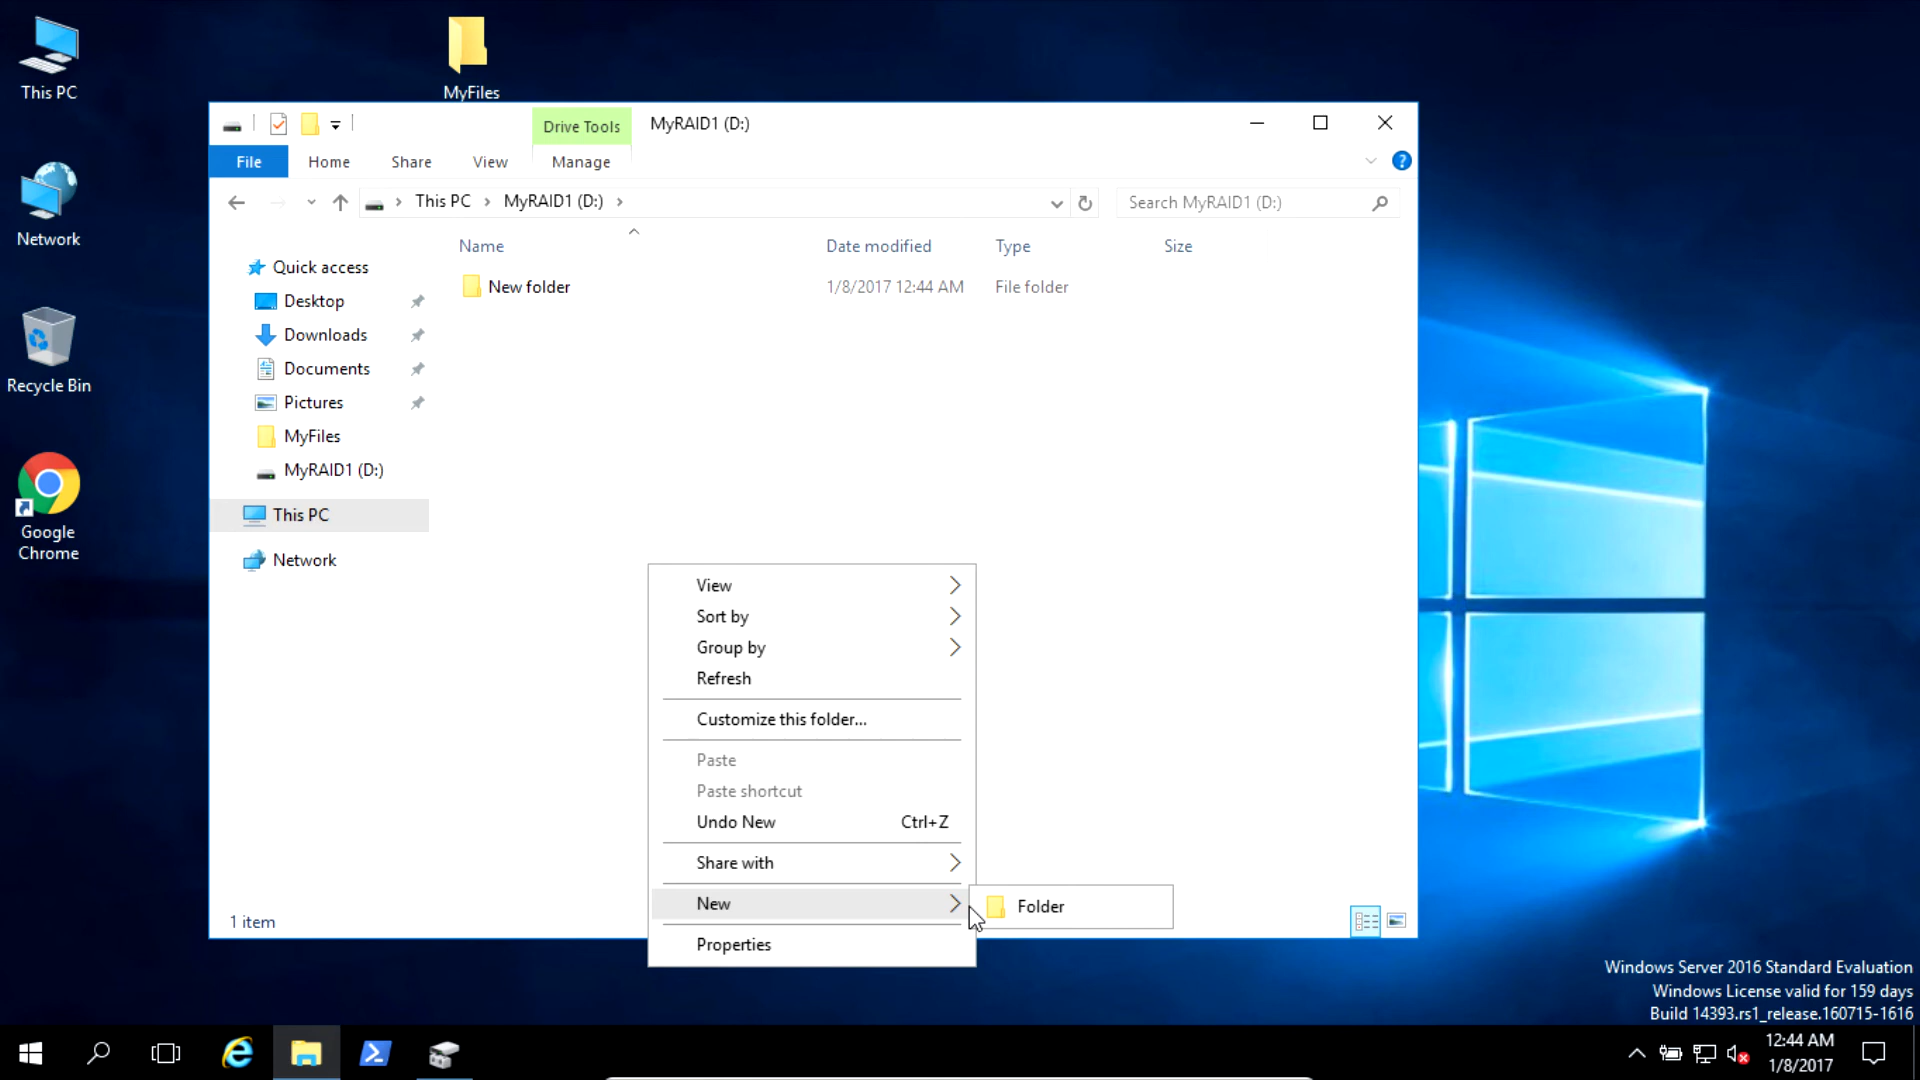 This PC
MyFiles
Network
Recycle Bin
Google
Chrome
Drive Tools
MyRAID1 (D:)
File
Home
Share
View
Manage
This PC
MyRAID1 (D:)
Search MyRAID1 (D:)
Name
Date modified
Type
Size
New folder
1/8/2017 12:44 AM
File folder
Quick access
Desktop
Downloads
Documents
Pictures
MyFiles
MyRAID1 (D:)
This PC
Network
View
Sort by
Group by
Refresh
Customize this folder...
Paste
Paste shortcut
Undo New Ctrl+Z
Share with
New
Folder
Properties
1 item
Windows Server 2016 Standard Evaluation
Windows License valid for 159 days
Build 14393.rs1_release.160715-1616
12:44 AM
1/8/2017